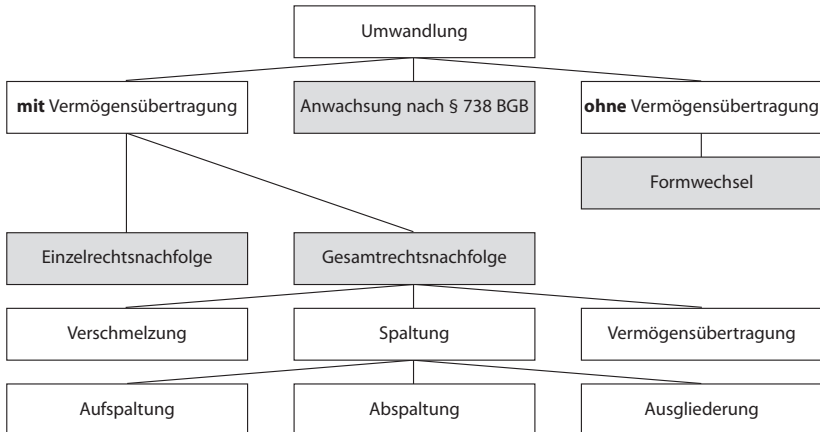 Umwandlung
mit Vermögensübertragung
Anwachsung nach § 738 BGB
ohne Vermögensübertragung
Formwechsel
Einzelrechtsnachfolge
Gesamtrechtsnachfolge
Verschmelzung
Spaltung
Vermögensübertragung
Aufspaltung
Abspaltung
Ausgliederung